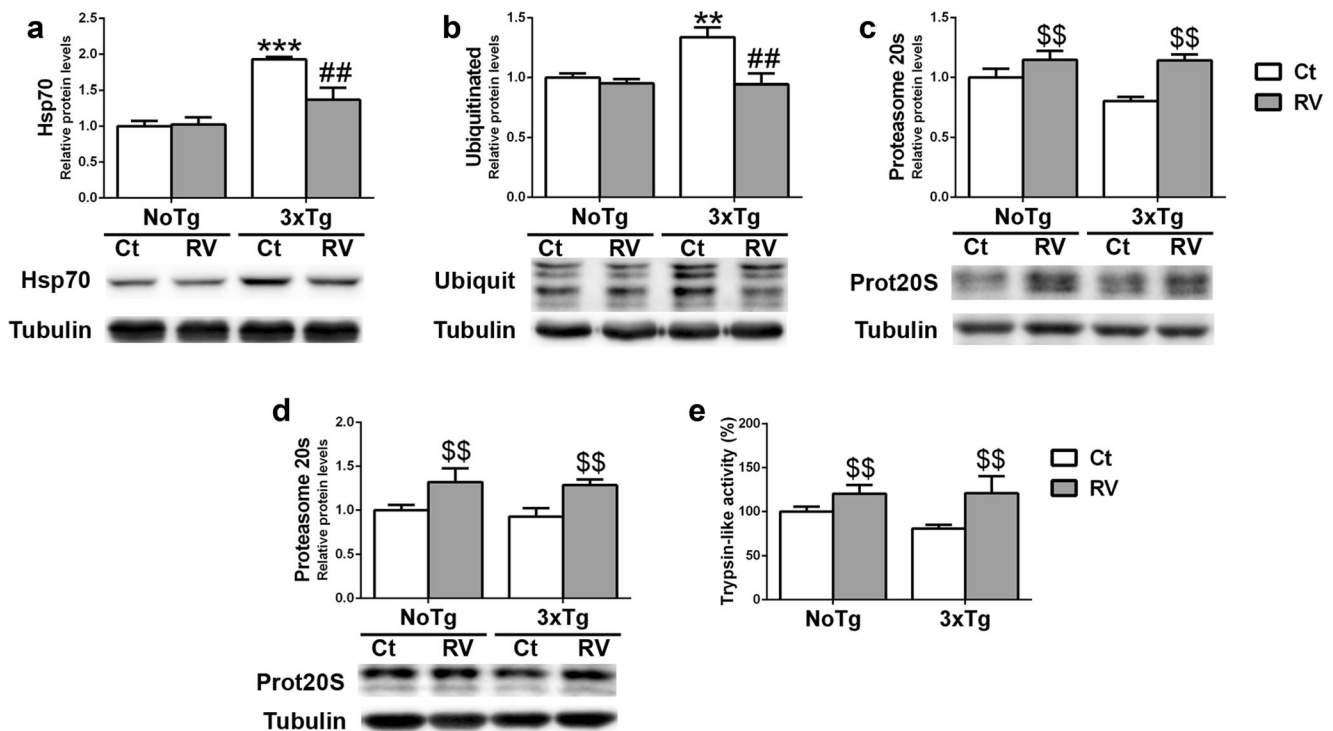 a
Hsp70
Relative protein levels
2.5
2.0
1.5
1.0
0.5
0.0
***
##
NoTg
3xTg
Ct RV Ct RV
Hsp70
Tubulin
b
Ubiquitinated
Relative protein levels
1.5
1.0
0.5
0.0
**
##
NoTg
3xTg
Ct RV Ct RV
Ubiquit
Tubulin
c
Proteasome 20s
Relative protein levels
1.5
1.0
0.5
0.0
$$
$$
NoTg
3xTg
Ct RV Ct RV
Prot20S
Tubulin
Ct
RV
d
Proteasome 20s
Relative protein levels
2.0
1.5
1.0
0.5
0.0
$$
$$
NoTg
3xTg
Ct RV Ct RV
Prot20S
Tubulin
e
Trypsin-like activity (%)
200
150
100
50
0
$$
$$
NoTg
3xTg
Ct
RV